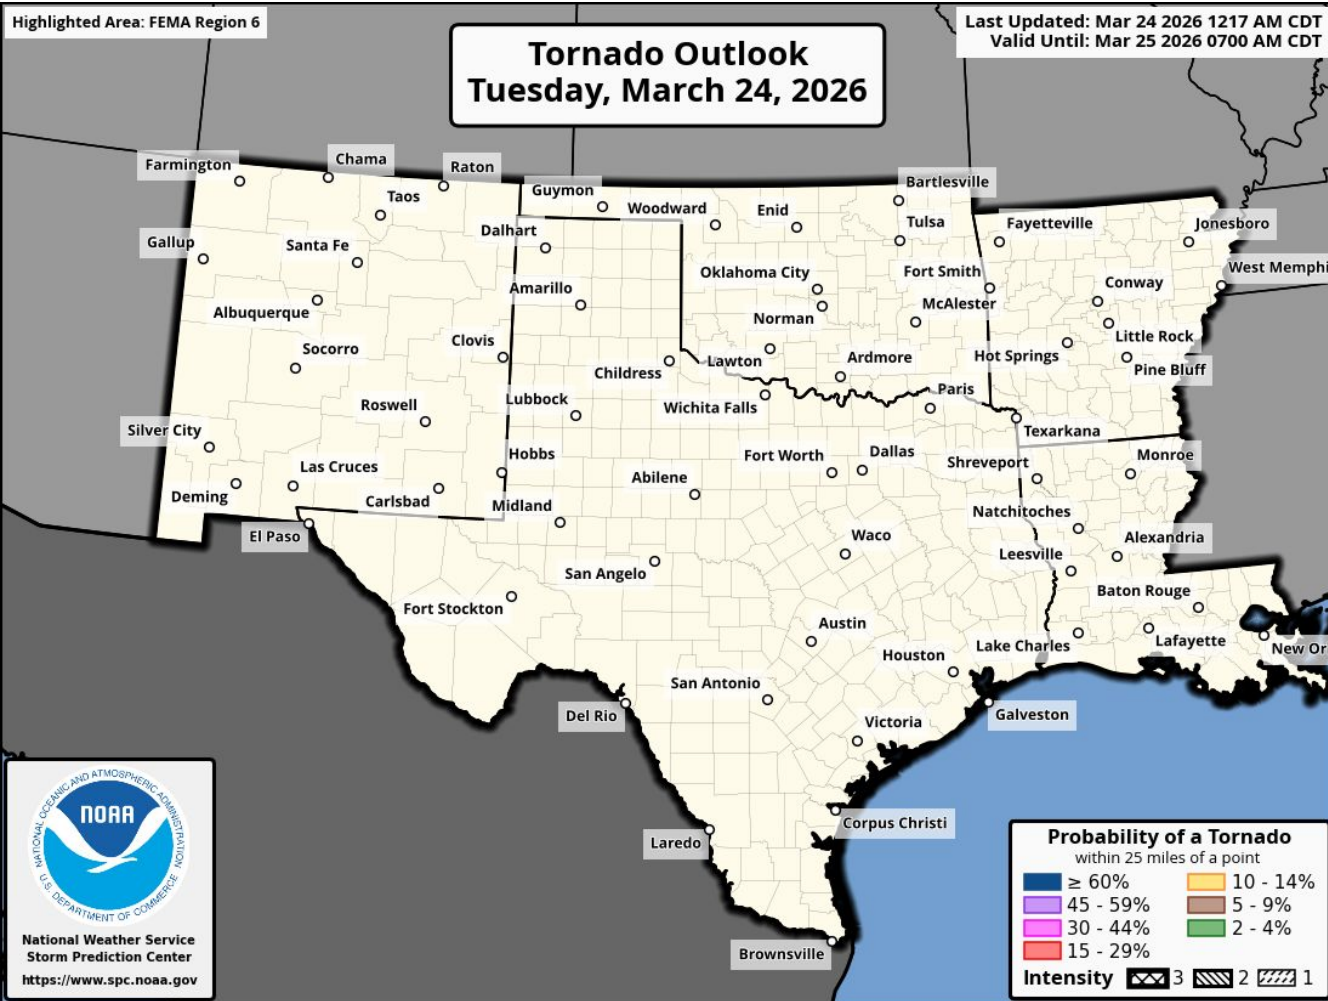 Highlighted Area: FEMA Region 6
Last Updated: Mar 24 2026 1217 AM CDT
Valid Until: Mar 25 2026 0700 AM CDT
Tornado Outlook
Tuesday, March 24, 2026
Farmington
Chama
Raton
Taos
Guymon
Woodward
Enid
Bartlesville
Tulsa
Fayetteville
Jonesboro
Gallup
Santa Fe
Dalhart
Oklahoma City
Fort Smith
West Memphi
Albuquerque
Amarillo
Norman
McAlester
Conway
Socorro
Clovis
Childress
Lawton
Ardmore
Hot Springs
Little Rock
Pine Bluff
Roswell
Lubbock
Wichita Falls
Paris
Texarkana
Silver City
Las Cruces
Hobbs
Abilene
Fort Worth
Dallas
Shreveport
Monroe
Deming
Carlsbad
Midland
Natchitoches
El Paso
Waco
Leesville
Alexandria
San Angelo
Baton Rouge
Fort Stockton
Austin
Houston
Lake Charles
Lafayette
New Or
San Antonio
Del Rio
Victoria
Galveston
Corpus Christi
Laredo
Brownsville
NATIONAL OCEANIC AND ATMOSPHERIC ADMINISTRATION
NOAA
U.S. DEPARTMENT OF COMMERCE
National Weather Service
Storm Prediction Center
https://www.spc.noaa.gov
Probability of a Tornado
within 25 miles of a point
≥ 60%
10 - 14%
45 - 59%
5 - 9%
30 - 44%
2 - 4%
15 - 29%
Intensity 3 2 1